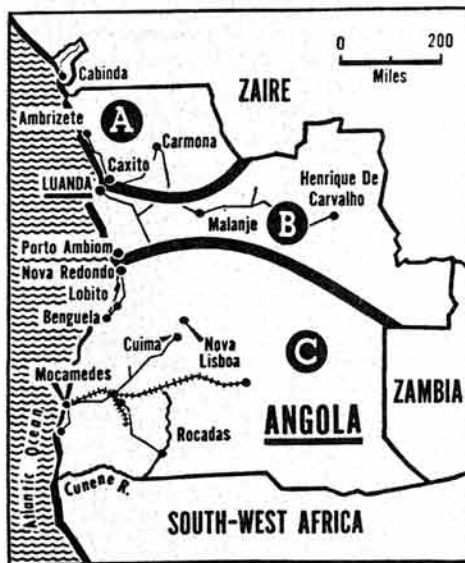 0 200
Miles
Cabinda
ZAIRE
Ambrizete
A
Carmona
Caxito
LUANDA
Henrique De
Carvalho
Malanje
B
Porto Ambiom
Nova Redondo
Lobito
Benguela
Cuima
Nova
Lisboa
C
Mocamedes
ANGOLA
ZAMBIA
Rocadas
Atlantic Ocean
Cunene R.
SOUTH-WEST AFRICA